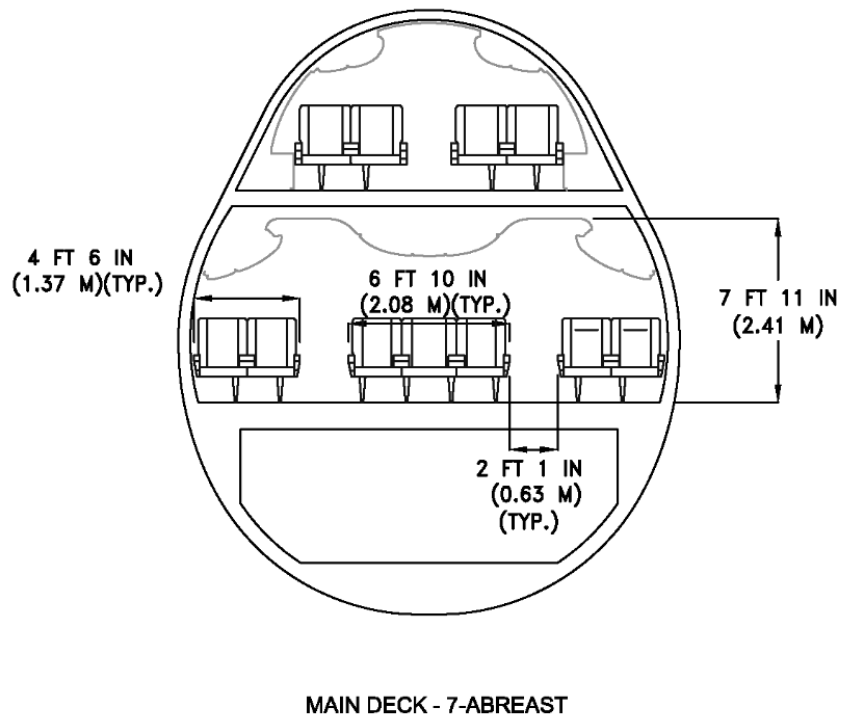 4 FT 6 IN
(1.37 M)(TYP.)
6 FT 10 IN
(2.08 M)(TYP.)
7 FT 11 IN
(2.41 M)
2 FT 1 IN
(0.63 M)
(TYP.)
MAIN DECK - 7-ABREAST